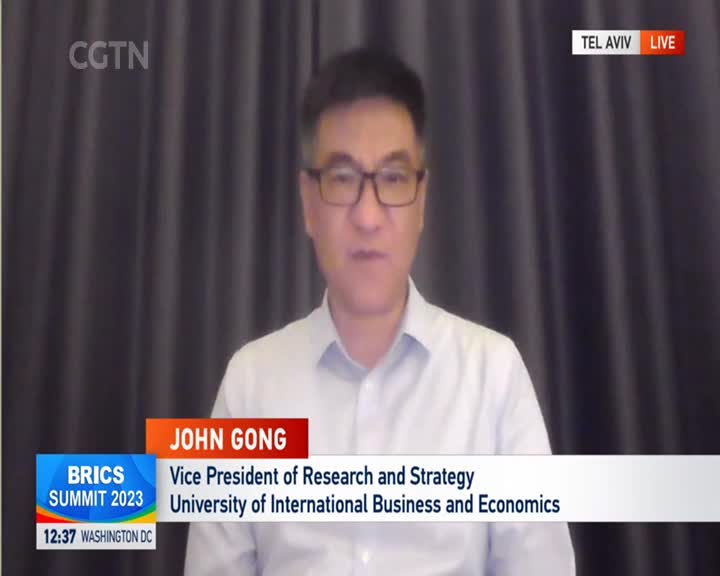 CGTN
TEL AVIV LIVE
JOHN GONG
BRICS
SUMMIT 2023
Vice President of Research and Strategy
University of International Business and Economics
12:37 WASHINGTON DC